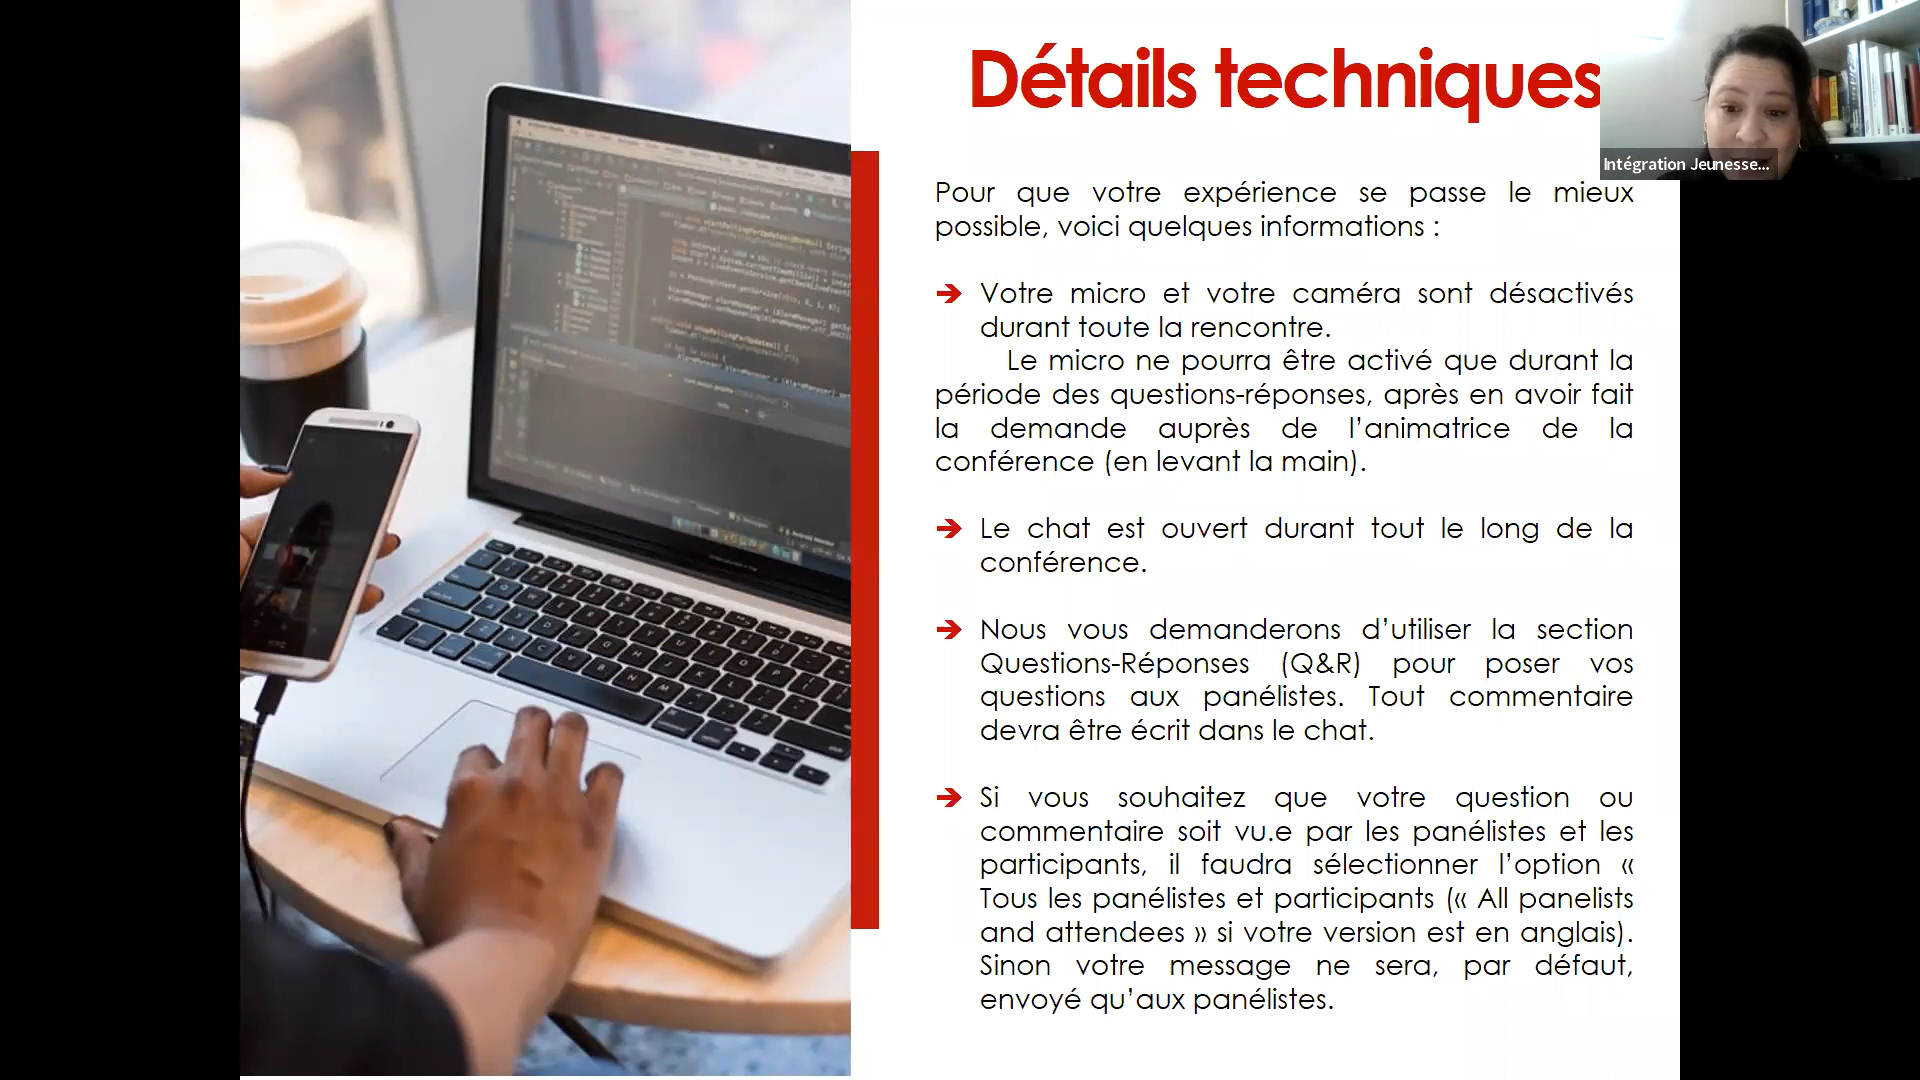 Détails techniques
Intégration Jeunesse...
Pour que votre expérience se passe le mieux
possible, voici quelques informations :
➔ Votre micro et votre caméra sont désactivés
durant toute la rencontre.
Le micro ne pourra être activé que durant la
période des questions-réponses, après en avoir fait
la demande auprès de l’animatrice de la
conférence (en levant la main).
➔ Le chat est ouvert durant tout le long de la
conférence.
➔ Nous vous demanderons d’utiliser la section
Questions-Réponses (Q&R) pour poser vos
questions aux panélistes. Tout commentaire
devra être écrit dans le chat.
➔ Si vous souhaitez que votre question ou
commentaire soit vu.e par les panélistes et les
participants, il faudra sélectionner l’option «
Tous les panélistes et participants (« All panelists
and attendees » si votre version est en anglais).
Sinon votre message ne sera, par défaut,
envoyé qu’aux panélistes.